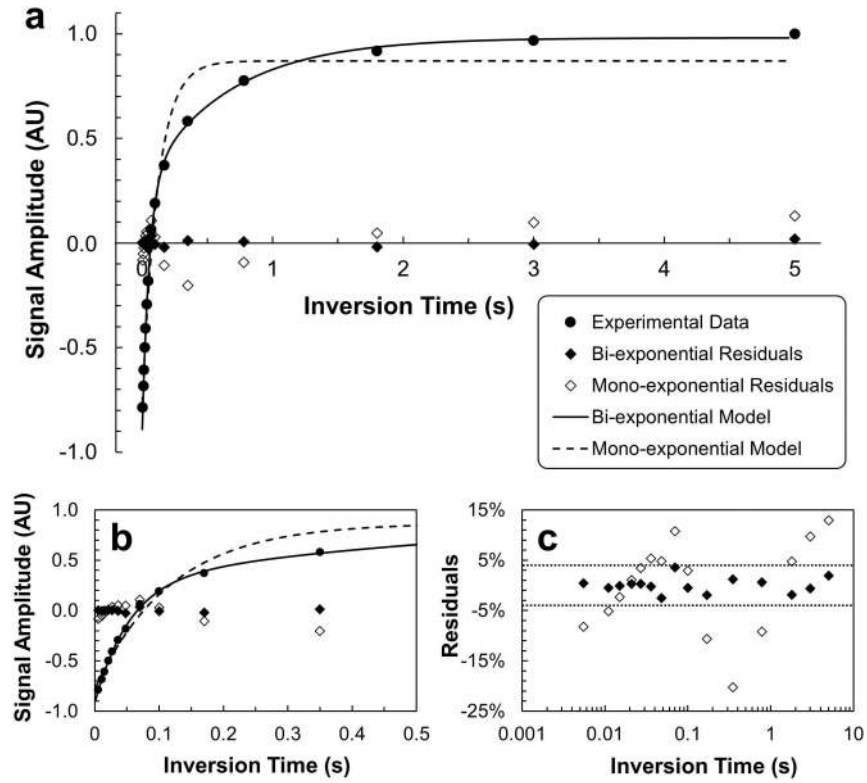 a
Signal Amplitude (AU)
1.0
0.5
0.0
-0.5
-1.0
0
1
2
3
4
5
Inversion Time (s)
Experimental Data
Bi-exponential Residuals
Mono-exponential Residuals
Bi-exponential Model
Mono-exponential Model
b
Signal Amplitude (AU)
1.0
0.5
0.0
-0.5
-1.0
0
0.1
0.2
0.3
0.4
0.5
Inversion Time (s)
c
Residuals
15%
5%
-5%
-15%
-25%
0.001
0.01
0.1
1
10
Inversion Time (s)